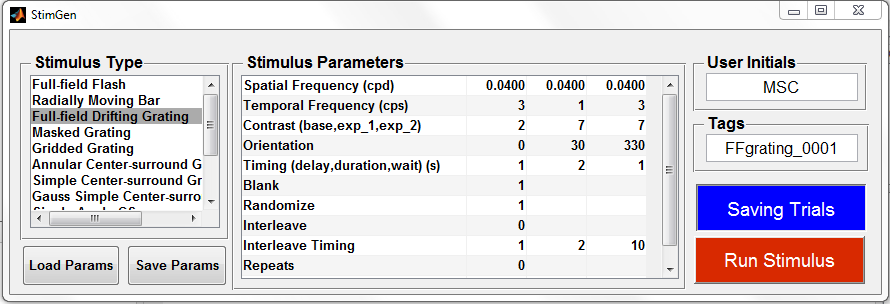 StimGen
Stimulus Type
Full-field Flash
Radially Moving Bar
Full-field Drifting Grating
Masked Grating
Gridded Grating
Annular Center-surround G
Simple Center-surround Gr
Gauss Simple Center-surro
Load Params Save Params
Stimulus Parameters
Spatial Frequency (cpd) 0.0400 0.0400 0.0400
Temporal Frequency (cps) 3 1 3
Contrast (base,exp_1,exp_2) 2 7 7
Orientation 0 30 330
Timing (delay,duration,wait) (s) 1 2 1
Blank 1
Randomize 1
Interleave 0
Interleave Timing 1 2 10
Repeats 0
User Initials
MSC
Tags
FFgrating_0001
Saving Trials
Run Stimulus